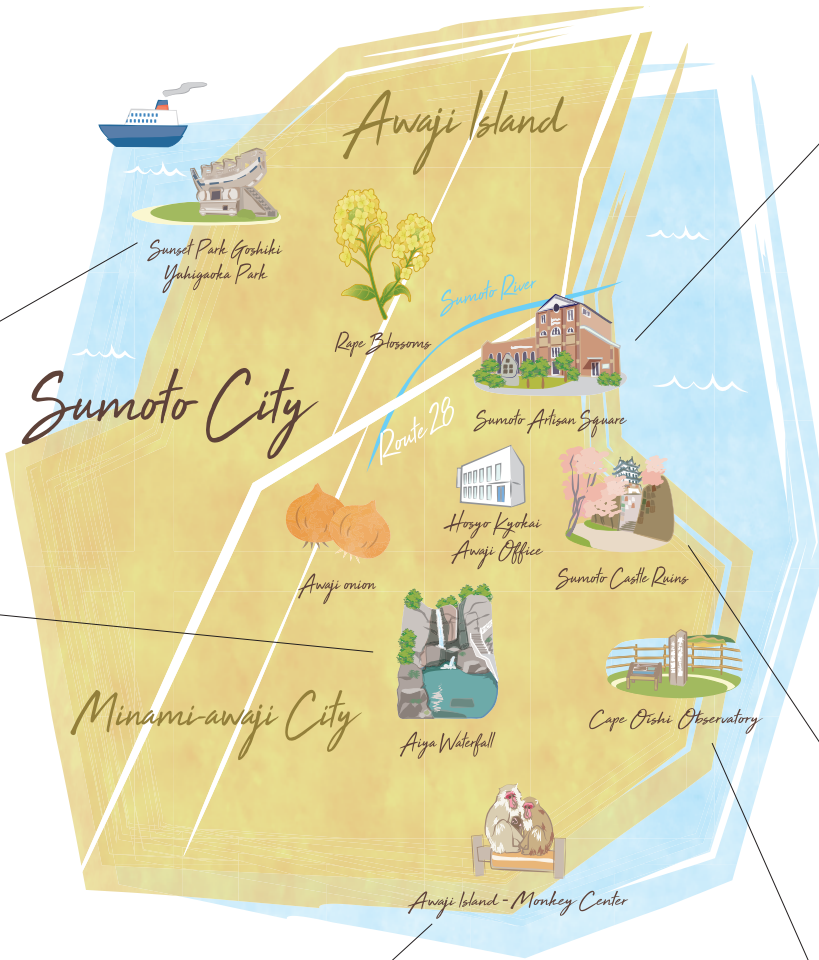 Awaji Island
Sunset Park Goshiki
Yuhigaoka Park
Sumoto River
Rape Blossoms
Sumoto City
Route 28
Sumoto Artisan Square
Hosyo Kyokai
Awaji Office
Awaji onion
Sumoto Castle Ruins
Minami-awaji City
Aiya Waterfall
Cape Oishi Observatory
Awaji Island - Monkey Center